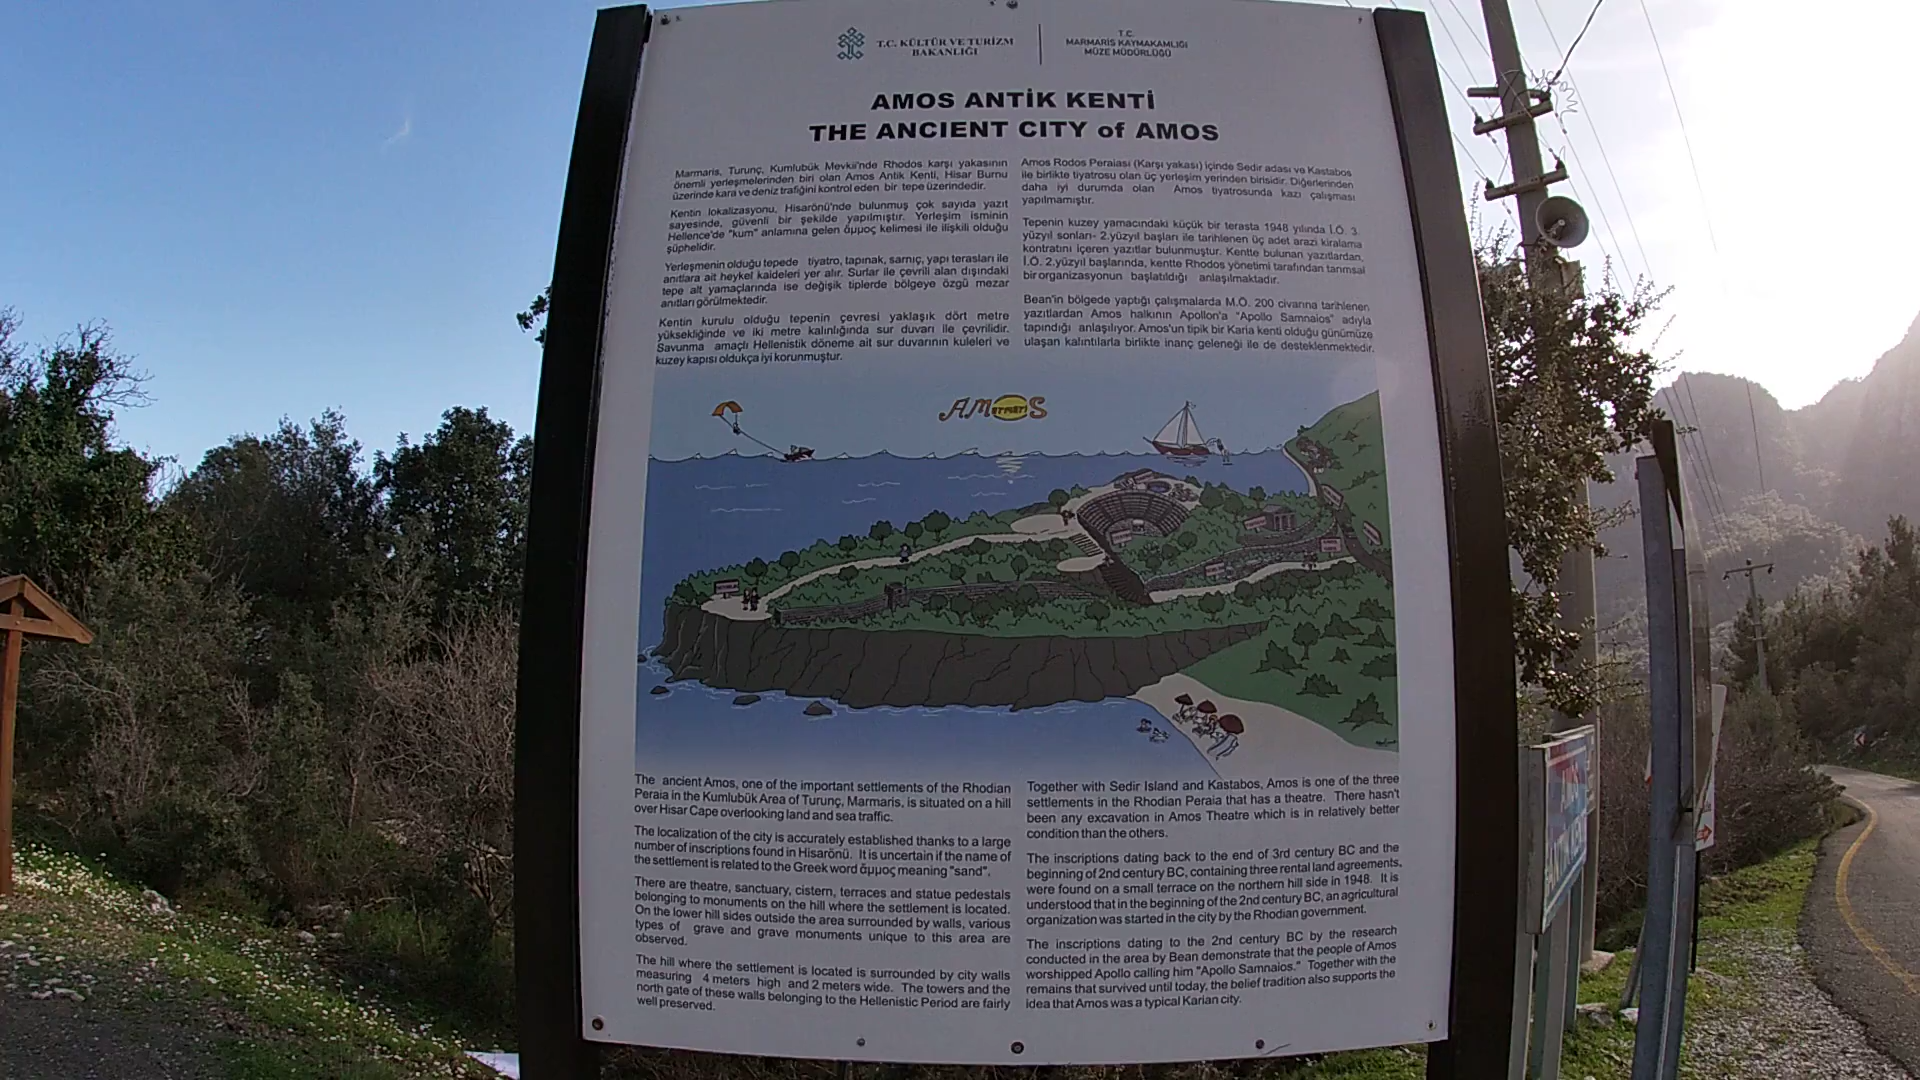 T.C. KÜLTÜR VE TURİZM
BAKANLIĞI
T.C.
MARMARİS KAYMAKAMLIĞI
MÜZE MÜDÜRLÜĞÜ
AMOS ANTİK KENTİ
THE ANCIENT CITY of AMOS
Marmaris, Turunç, Kumlubük Mevkii'nde Rhodos karşı yakasının
önemli yerleşmelerinden biri olan Amos Antik Kenti, Hisar Burnu
üzerinde kara ve deniz trafiğini kontrol eden bir tepe üzerindedir.
Kentin lokalizasyonu, Hisarönü'nde bulunmuş çok sayıda yazıt
sayesinde, güvenli bir şekilde yapılmıştır. Yerleşim isminin
Hellence'de "kum" anlamına gelen ἄμμος kelimesi ile ilişkili olduğu
şüphelidir.
Yerleşmenin olduğu tepede tiyatro, tapınak, sarnıç, yapı terasları ile
anıtlara ait heykel kaideleri yer alır. Surlar ile çevrili alan dışındaki
tepe alt yamaçlarında ise değişik tiplerde bölgeye özgü mezar
anıtları görülmektedir.
Kentin kurulu olduğu tepenin çevresi yaklaşık dört metre
yüksekliğinde ve iki metre kalınlığında sur duvarı ile çevrilidir.
Savunma amaçlı Hellenistik döneme ait sur duvarının kuleleri ve
kuzey kapısı oldukça iyi korunmuştur.
Amos Rodos Peraiası (Karşı yakası) içinde Sedir adası ve Kastabos
ile birlikte tiyatrosu olan üç yerleşim yerinden birisidir. Diğerlerinden
daha iyi durumda olan Amos tiyatrosunda kazı çalışması
yapılmamıştır.
Tepenin kuzey yamacındaki küçük bir terasta 1948 yılında İ.Ö. 3.
yüzyıl sonları- 2.yüzyıl başları ile tarihlenen üç adet arazi kiralama
kontratını içeren yazıtlar bulunmuştur. Kentte bulunan yazıtlardan,
İ.Ö. 2.yüzyıl başlarında, kentte Rhodos yönetimi tarafından tarımsal
bir organizasyonun başlatıldığı anlaşılmaktadır.
Bean'in bölgede yaptığı çalışmalarda M.Ö. 200 civarına tarihlenen
yazıtlardan Amos halkının Apollon'a "Apollo Samnaios" adıyla
tapındığı anlaşılıyor. Amos'un tipik bir Karia kenti olduğu günümüze
ulaşan kalıntılarla birlikte inanç geleneği ile de desteklenmektedir.
AMOS
The ancient Amos, one of the important settlements of the Rhodian
Peraia in the Kumlubük Area of Turunç, Marmaris, is situated on a hill
over Hisar Cape overlooking land and sea traffic.
The localization of the city is accurately established thanks to a large
number of inscriptions found in Hisarönü. It is uncertain if the name of
the settlement is related to the Greek word ἄμμος meaning "sand".
There are theatre, sanctuary, cistern, terraces and statue pedestals
belonging to monuments on the hill where the settlement is located.
On the lower hill sides outside the area surrounded by walls, various
types of grave and grave monuments unique to this area are
observed.
The hill where the settlement is located is surrounded by city walls
measuring 4 meters high and 2 meters wide. The towers and the
north gate of these walls belonging to the Hellenistic Period are fairly
well preserved.
Together with Sedir Island and Kastabos, Amos is one of the three
settlements in the Rhodian Peraia that has a theatre. There hasn't
been any excavation in Amos Theatre which is in relatively better
condition than the others.
The inscriptions dating back to the end of 3rd century BC and the
beginning of 2nd century BC, containing three rental land agreements,
were found on a small terrace on the northern hill side in 1948. It is
understood that in the beginning of the 2nd century BC, an agricultural
organization was started in the city by the Rhodian government.
The inscriptions dating to the 2nd century BC by the research
conducted in the area by Bean demonstrate that the people of Amos
worshipped Apollo calling him "Apollo Samnaios." Together with the
remains that survived until today, the belief tradition also supports the
idea that Amos was a typical Karian city.
AMOS
ANTİK KENTİ